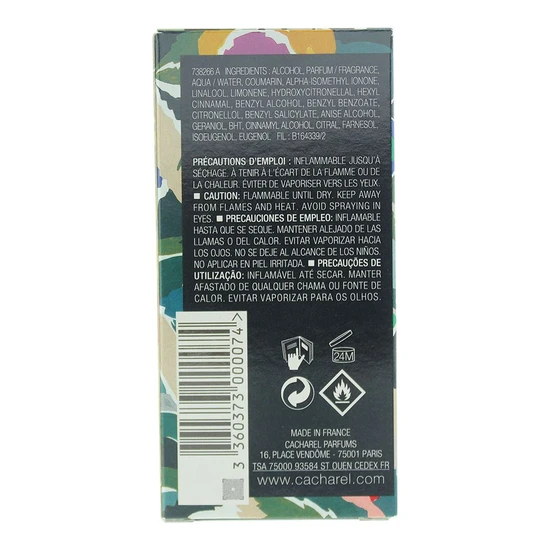 738266 A INGREDIENTS : ALCOHOL, PARFUM / FRAGRANCE,
AQUA / WATER, COUMARIN, ALPHA-ISOMETHYL IONONE,
LINALOOL, LIMONENE, HYDROXYCITRONELLAL, HEXYL
CINNAMAL, BENZYL ALCOHOL, BENZYL BENZOATE,
CITRONELLOL, BENZYL SALICYLATE, ANISE ALCOHOL,
GERANIOL, BHT, CINNAMYL ALCOHOL, CITRAL, FARNESOL,
ISOEUGENOL, EUGENOL FIL : B164339/2
PRÉCAUTIONS D'EMPLOI : INFLAMMABLE JUSQU'À
SÉCHAGE. À TENIR À L'ÉCART DE LA FLAMME OU DE
LA CHALEUR. ÉVITER DE VAPORISER VERS LES YEUX.
■ CAUTION: FLAMMABLE UNTIL DRY. KEEP AWAY
FROM FLAMES AND HEAT. AVOID SPRAYING IN
EYES. ■ PRECAUCIONES DE EMPLEO: INFLAMABLE
HASTA QUE SE SEQUE. MANTENER ALEJADO DE LAS
LLAMAS O DEL CALOR. EVITAR VAPORIZAR HACIA
LOS OJOS. NO SE DEJE AL ALCANCE DE LOS NIÑOS.
NO APLICAR EN PIEL IRRITADA. ■ PRECAUÇÕES DE
UTILIZAÇÃO: INFLAMÁVEL ATÉ SECAR. MANTER
AFASTADO DE QUALQUER CHAMA OU FONTE DE
CALOR. EVITAR VAPORIZAR PARA OS OLHOS.
3 360373 000074
24M
MADE IN FRANCE
CACHAREL PARFUMS
16, PLACE VENDÔME - 75001 PARIS
TSA 75000 93584 ST OUEN CEDEX FR
www.cacharel.com